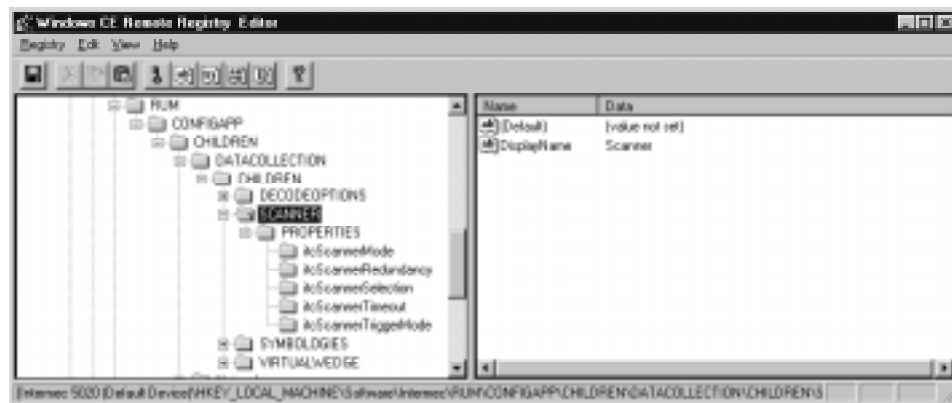 Windows CE Remote Registry Editor
Registry Edit View Help
RUM
CONFIGAPP
CHILDREN
DATACOLLECTION
CHILDREN
DECODEOPTIONS
SCANNER
PROPERTIES
itcScannerMode
itcScannerRedundancy
itcScannerSelection
itcScannerTimeout
itcScannerTriggerMode
SYMBOLOGIES
VIRTUALWEDGE
Name Data
(Default) (value not set)
DisplayName Scanner
[Intermec 5020 (Default Device)\HKEY_LOCAL_MACHINE\Software\Intermec\RUM\CONFIGAPP\CHILDREN\DATACOLLECTION\CHILDREN\S